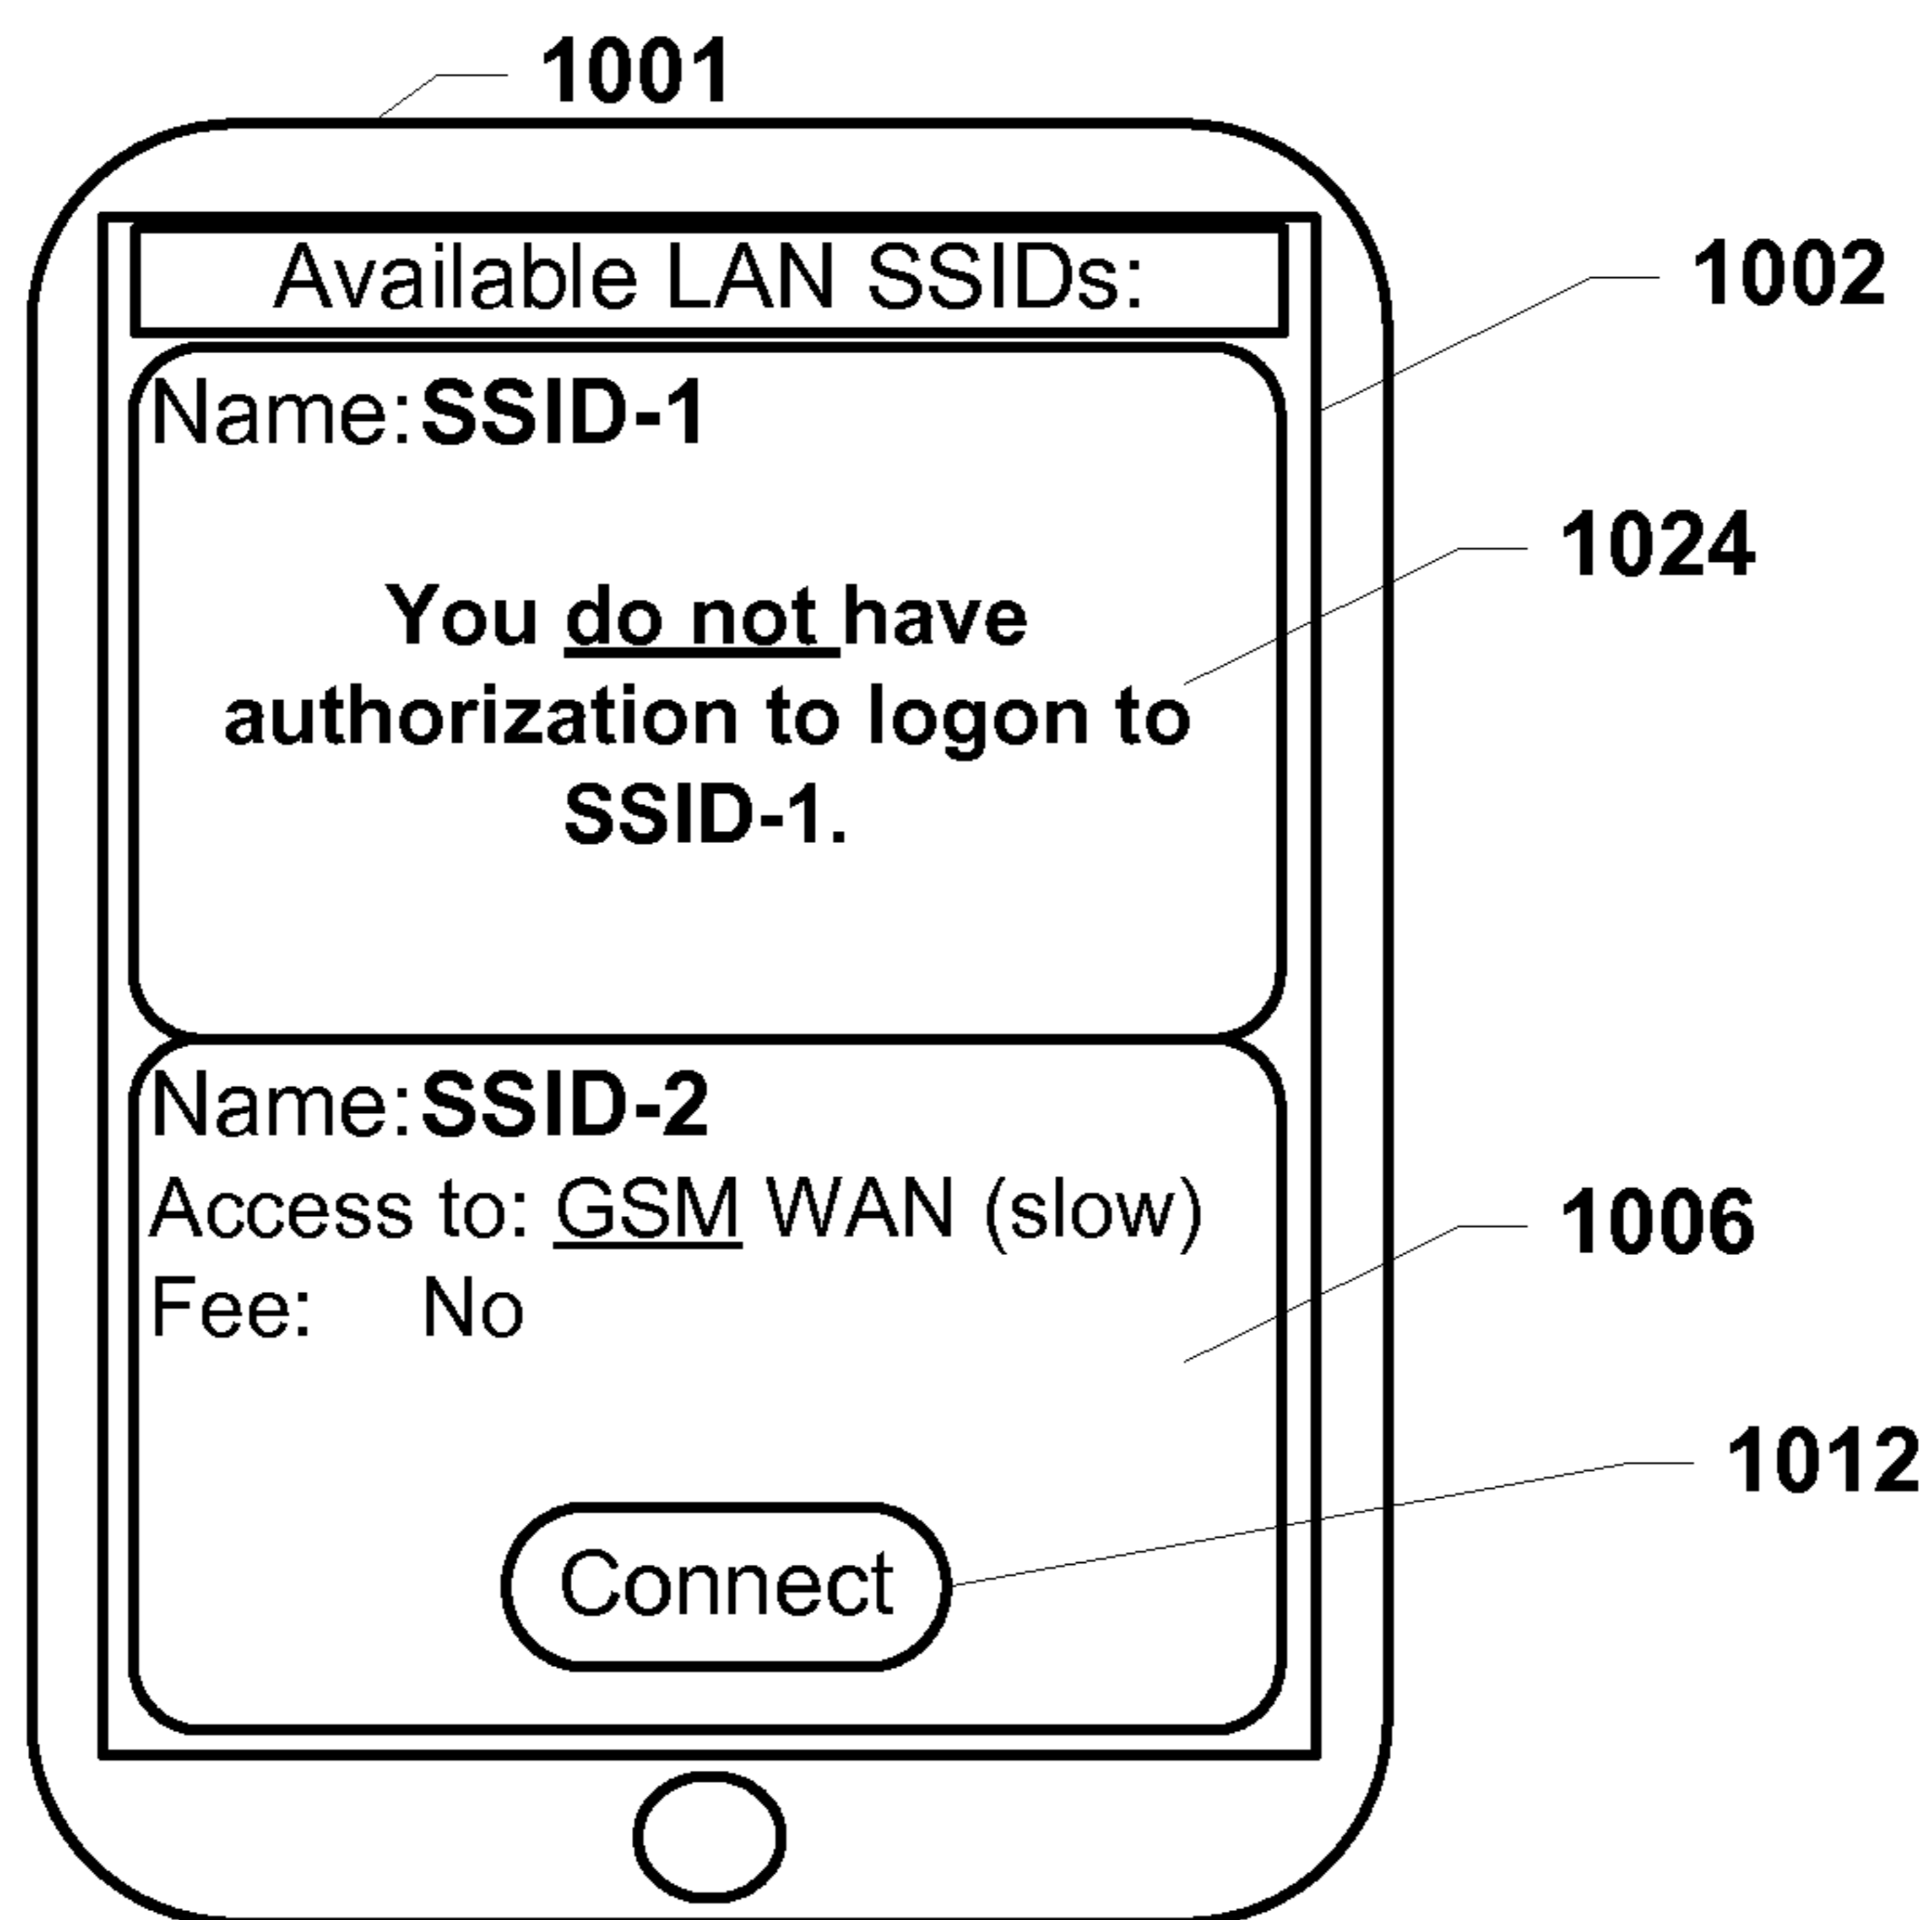 1001
Available LAN SSIDs:
1002
Name: SSID-1
1024
You do not have
authorization to logon to
SSID-1.
Name: SSID-2
Access to: GSM WAN (slow)
1006
Fee: No
1012
Connect